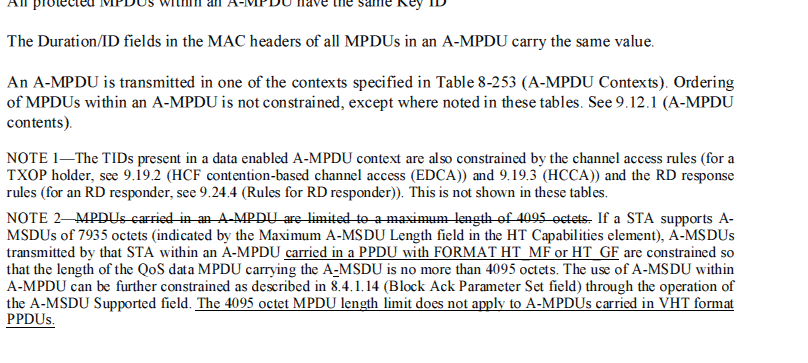 All protected MPDUs within an A-MPDU have the same Key ID
The Duration/ID fields in the MAC headers of all MPDUs in an A-MPDU carry the same value.
An A-MPDU is transmitted in one of the contexts specified in Table 8-253 (A-MPDU Contexts). Ordering
of MPDUs within an A-MPDU is not constrained, except where noted in these tables. See 9.12.1 (A-MPDU
contents).
NOTE 1—The TIDs present in a data enabled A-MPDU context are also constrained by the channel access rules (for a
TXOP holder, see 9.19.2 (HCF contention-based channel access (EDCA)) and 9.19.3 (HCCA)) and the RD response
rules (for an RD responder, see 9.24.4 (Rules for RD responder)). This is not shown in these tables.
NOTE 2—MPDUs carried in an A-MPDU are limited to a maximum length of 4095 octets. If a STA supports A-
MSDUs of 7935 octets (indicated by the Maximum A-MSDU Length field in the HT Capabilities element), A-MSDUs
transmitted by that STA within an A-MPDU carried in a PPDU with FORMAT HT_MF or HT_GF are constrained so
that the length of the QoS data MPDU carrying the A-MSDU is no more than 4095 octets. The use of A-MSDU within
A-MPDU can be further constrained as described in 8.4.1.14 (Block Ack Parameter Set field) through the operation of
the A-MSDU Supported field. The 4095 octet MPDU length limit does not apply to A-MPDUs carried in VHT format
PPDUs.